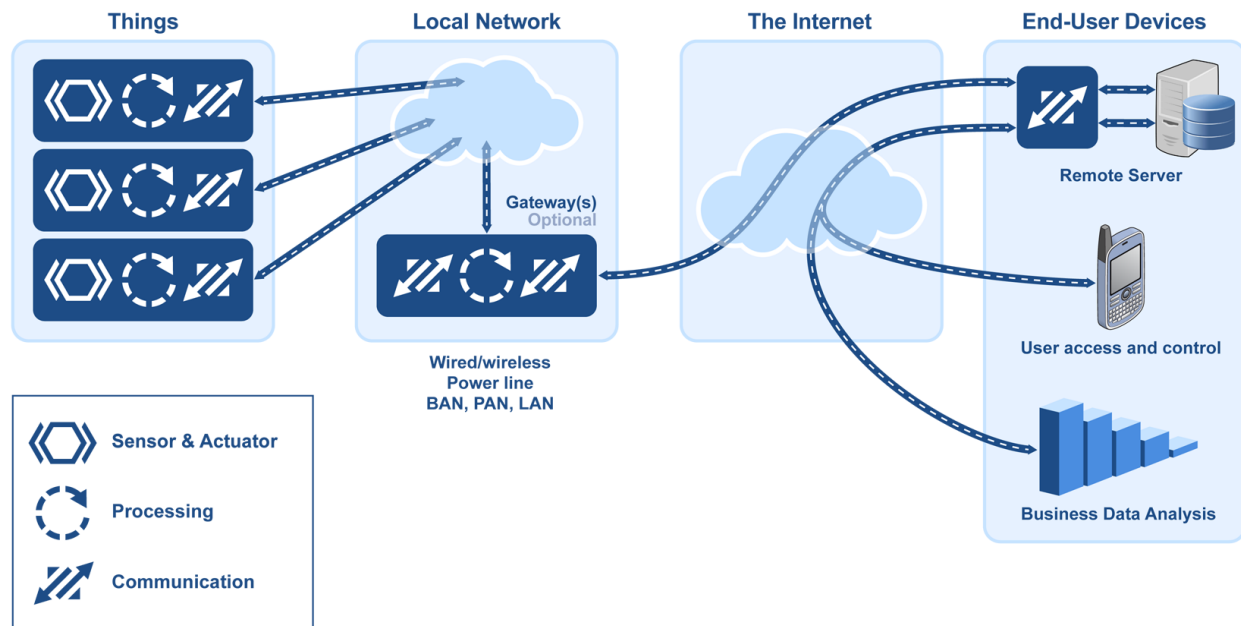 Things
Local Network
The Internet
End-User Devices
Gateway(s)
Optional
Remote Server
User access and control
Wired/wireless
Power line
BAN, PAN, LAN
Sensor & Actuator
Processing
Communication
Business Data Analysis